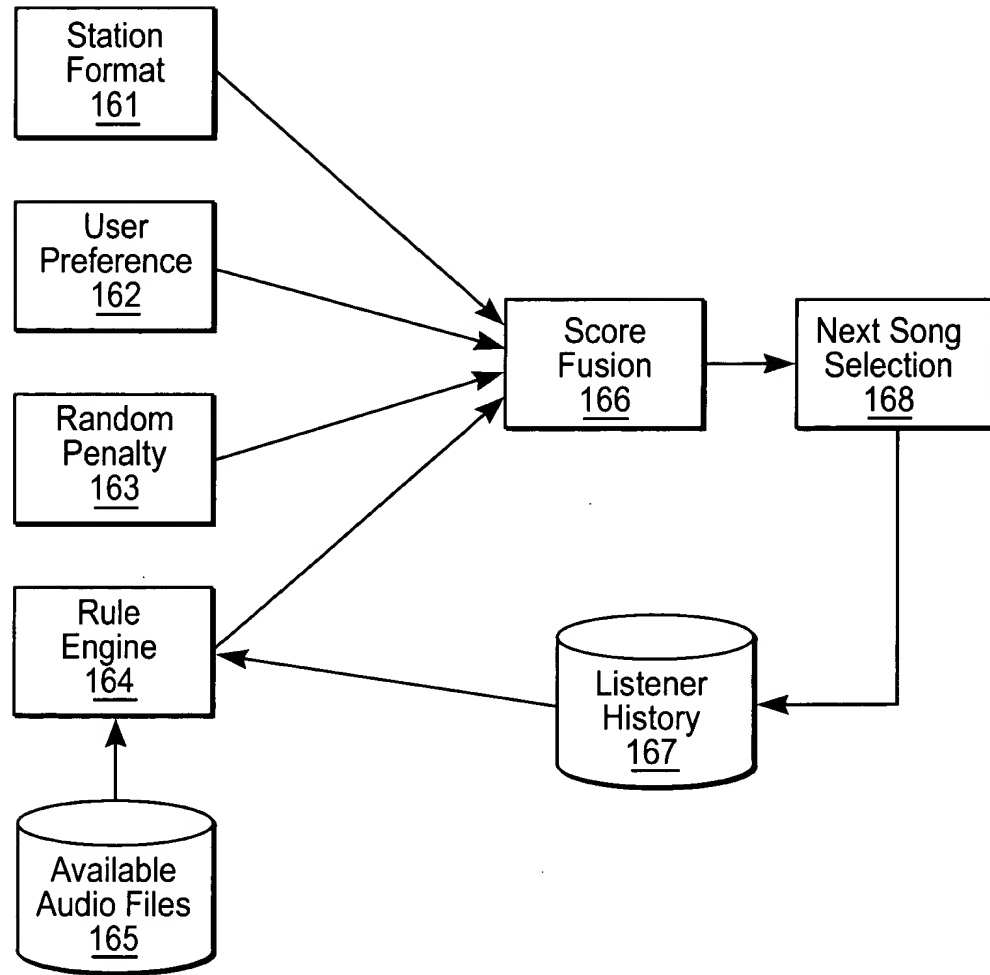 Station
Format
161
User
Preference
162
Random
Penalty
163
Rule
Engine
164
Available
Audio Files
165
Score
Fusion
166
Next Song
Selection
168
Listener
History
167